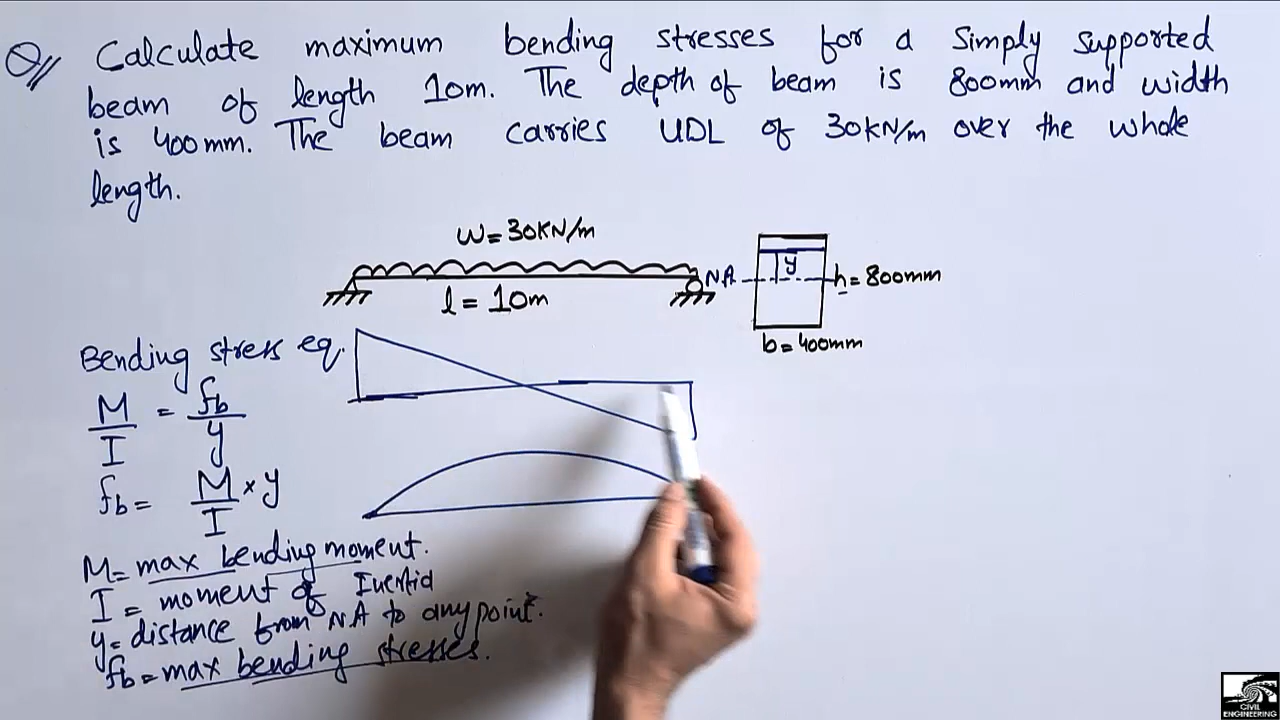 Q// Calculate maximum bending stresses for a Simply supported
beam of length 10m. The depth of beam is 800mm and width
is 400mm. The beam carries UDL of 30kN/m over the whole
length.
w=30KN/m
l=10m
N.A
y
h=800mm
b=400mm
Bending stress eq.
M/I = fb/y
fb= M/I × y
M= max bending moment.
I = moment of Inertia
y= distance from N.A to any point.
fb= max bending stresses.
CIVIL
ENGINEERING